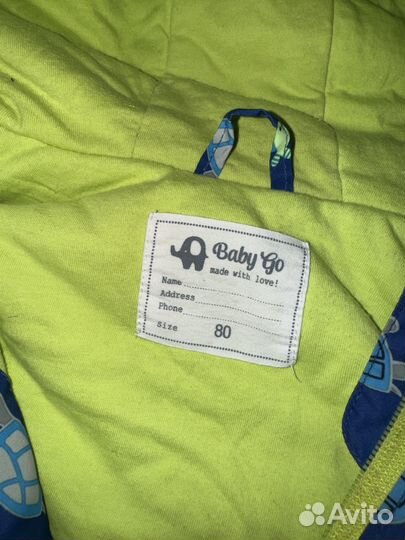 Baby Go
made with love!
Name
Address
Phone
Size 80
Avito